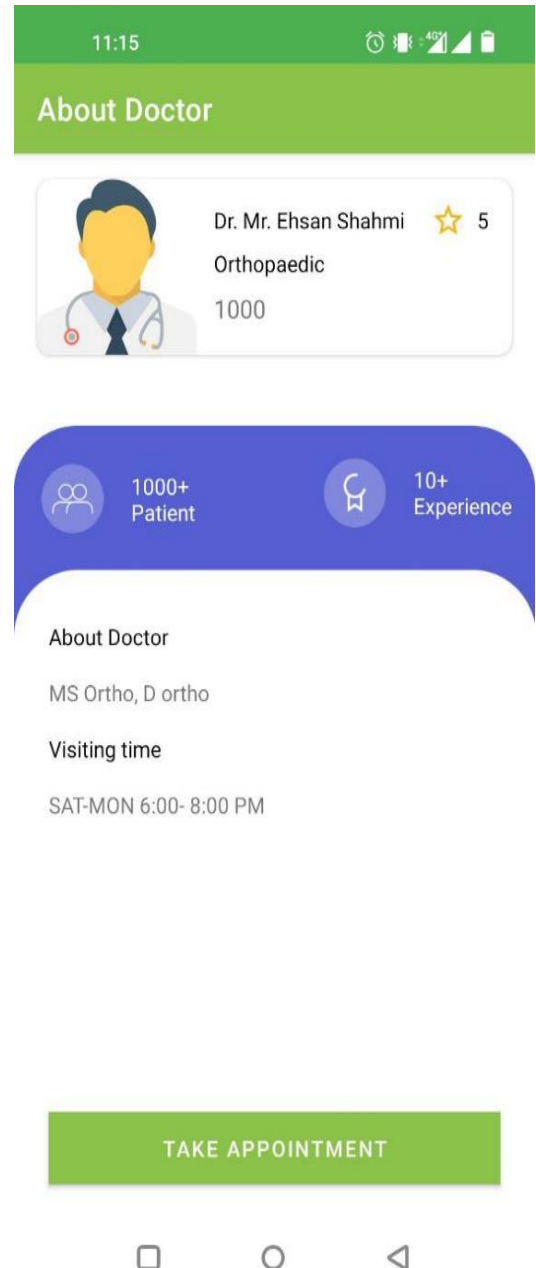 11:15
4G
About Doctor
Dr. Mr. Ehsan Shahmi 5
Orthopaedic
1000
1000+
Patient
10+
Experience
About Doctor
MS Ortho, D ortho
Visiting time
SAT-MON 6:00- 8:00 PM
TAKE APPOINTMENT